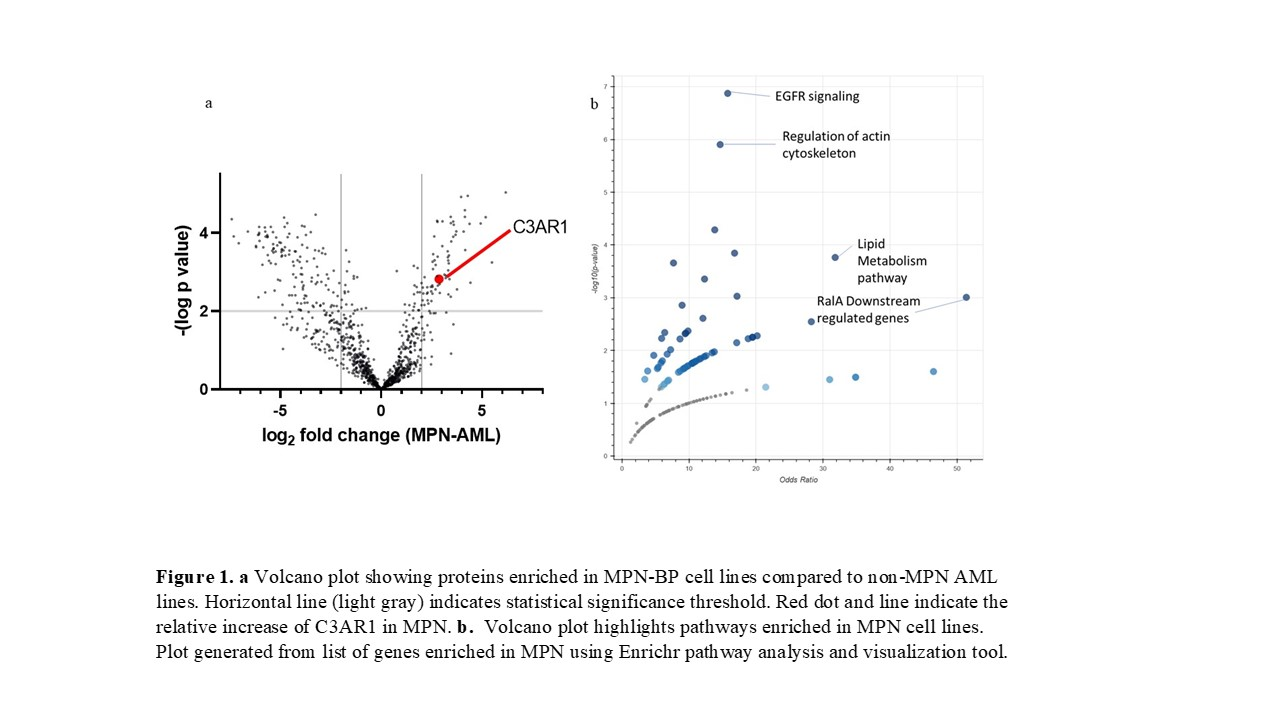 a
C3AR1
4
2
0
-(log p value)
-5
0
5
log2 fold change (MPN-AML)
b
7
6
5
4
3
2
1
0
-log10(p-value)
0
10
20
30
40
50
Odds Ratio
EGFR signaling
Regulation of actin
cytoskeleton
Lipid
Metabolism
pathway
RalA Downstream
regulated genes
Figure 1. a Volcano plot showing proteins enriched in MPN-BP cell lines compared to non-MPN AML
lines. Horizontal line (light gray) indicates statistical significance threshold. Red dot and line indicate the
relative increase of C3AR1 in MPN. b. Volcano plot highlights pathways enriched in MPN cell lines.
Plot generated from list of genes enriched in MPN using Enrichr pathway analysis and visualization tool.